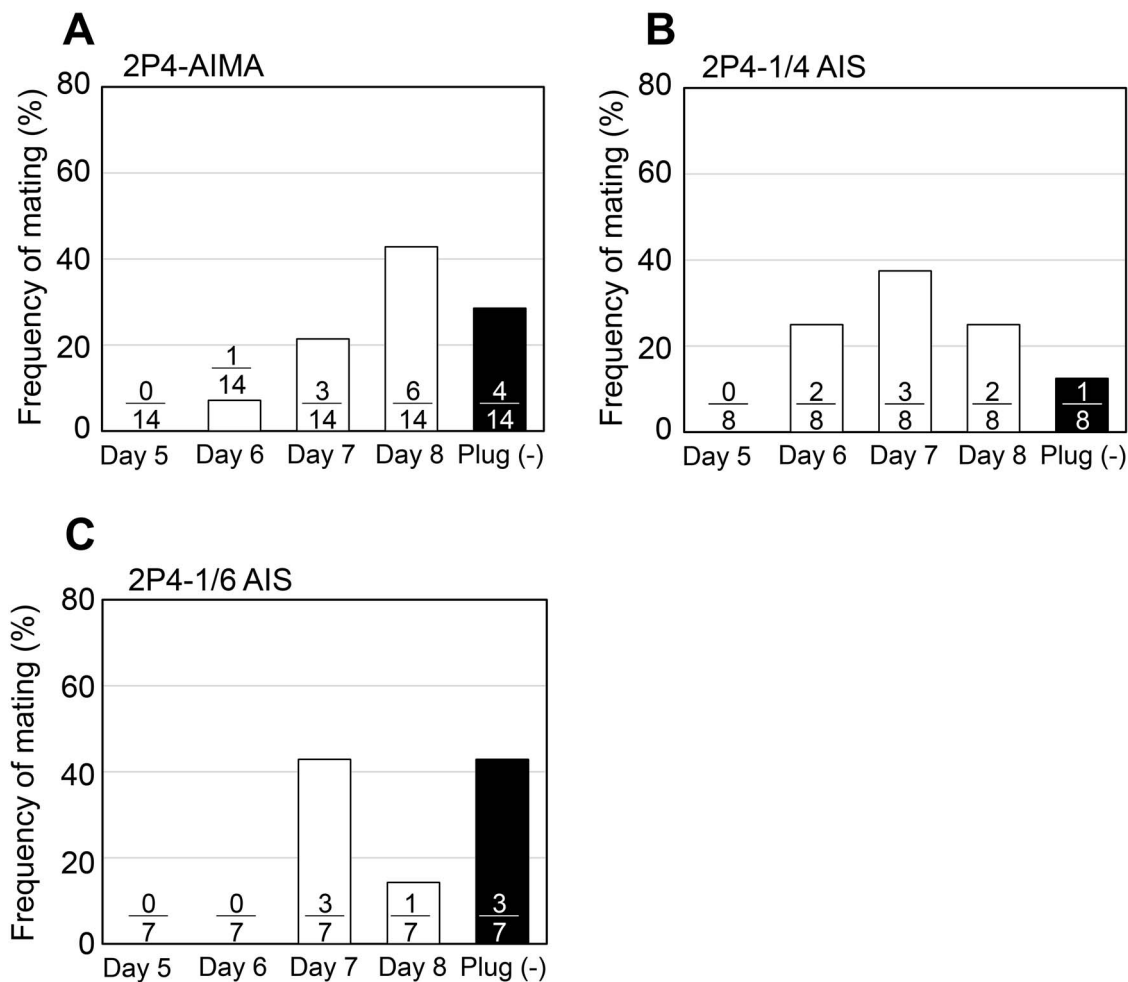 A
2P4-AIMA
Frequency of mating (%)
80
60
40
20
0
0/14
1/14
3/14
6/14
4/14
Day 5 Day 6 Day 7 Day 8 Plug (-)
B
2P4-1/4 AIS
Frequency of mating (%)
80
60
40
20
0
0/8
2/8
3/8
2/8
1/8
Day 5 Day 6 Day 7 Day 8 Plug (-)
C
2P4-1/6 AIS
Frequency of mating (%)
80
60
40
20
0
0/7
0/7
3/7
1/7
3/7
Day 5 Day 6 Day 7 Day 8 Plug (-)